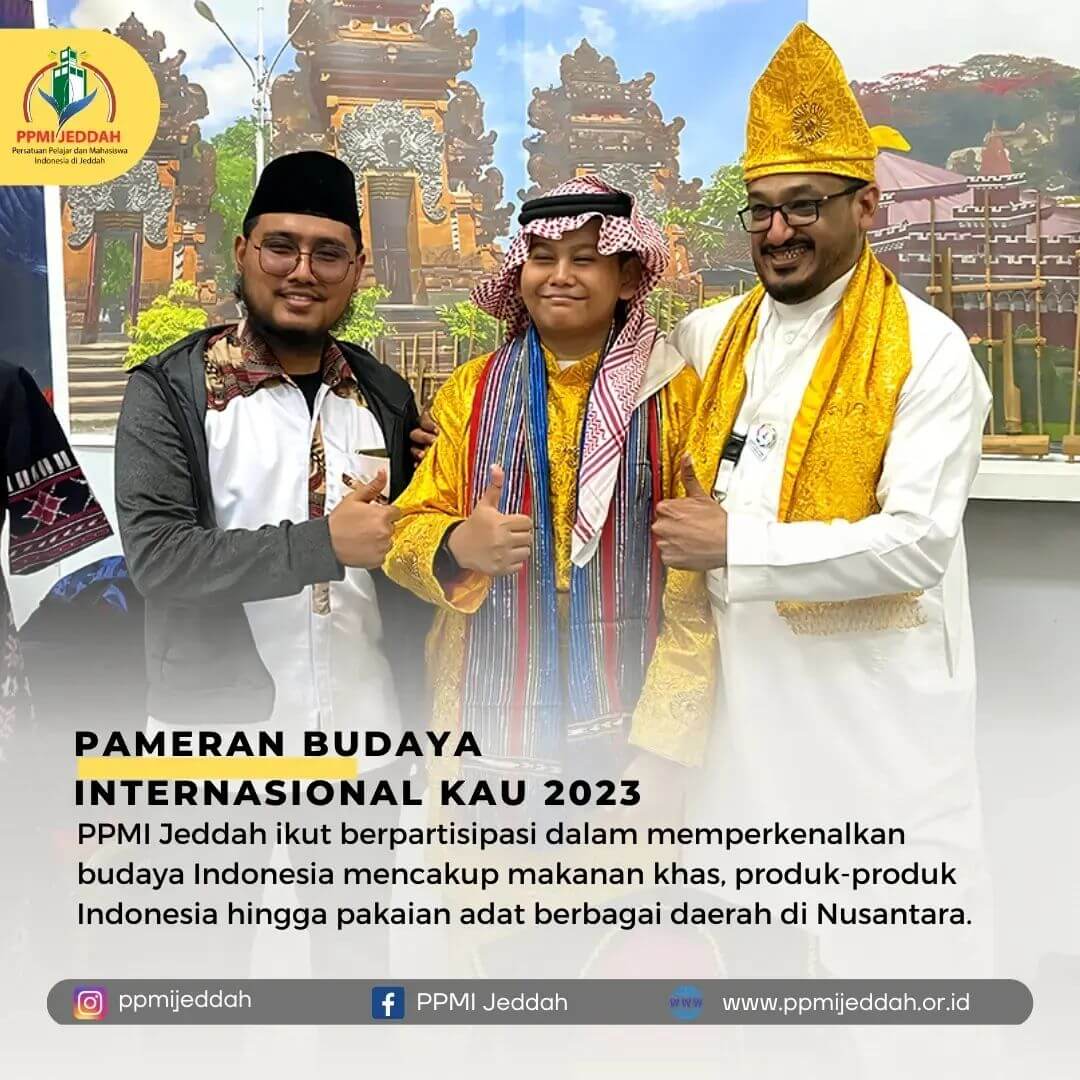 PPMI JEDDAH
Persatuan Pelajar dan Mahasiswa
Indonesia di Jeddah
PAMERAN BUDAYA
INTERNASIONAL KAU 2023
PPMI Jeddah ikut berpartisipasi dalam memperkenalkan
budaya Indonesia mencakup makanan khas, produk-produk
Indonesia hingga pakaian adat berbagai daerah di Nusantara.
ppmijeddah
PPMI Jeddah
www.ppmijeddah.or.id